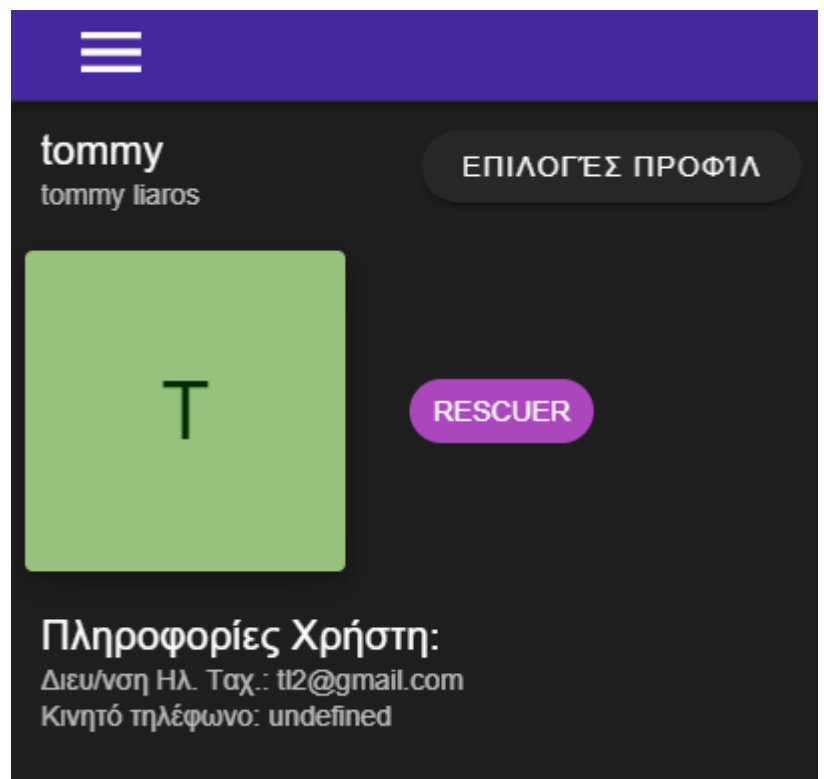 tommy
tommy liaros
ΕΠΙΛΟΓΈΣ ΠΡΟΦΊΛ
T
RESCUER
Πληροφορίες Χρήστη:
Διευ/νση Ηλ. Ταχ.: tl2@gmail.com
Κινητό τηλέφωνο: undefined